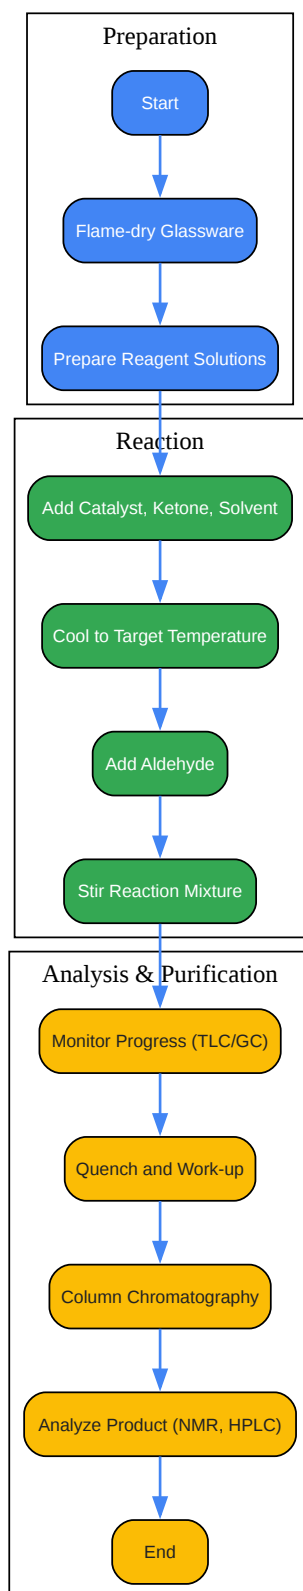 Preparation
Start
Flame-dry Glassware
Prepare Reagent Solutions
Reaction
Add Catalyst, Ketone, Solvent
Cool to Target Temperature
Add Aldehyde
Stir Reaction Mixture
Analysis & Purification
Monitor Progress (TLC/GC)
Quench and Work-up
Column Chromatography
Analyze Product (NMR, HPLC)
End